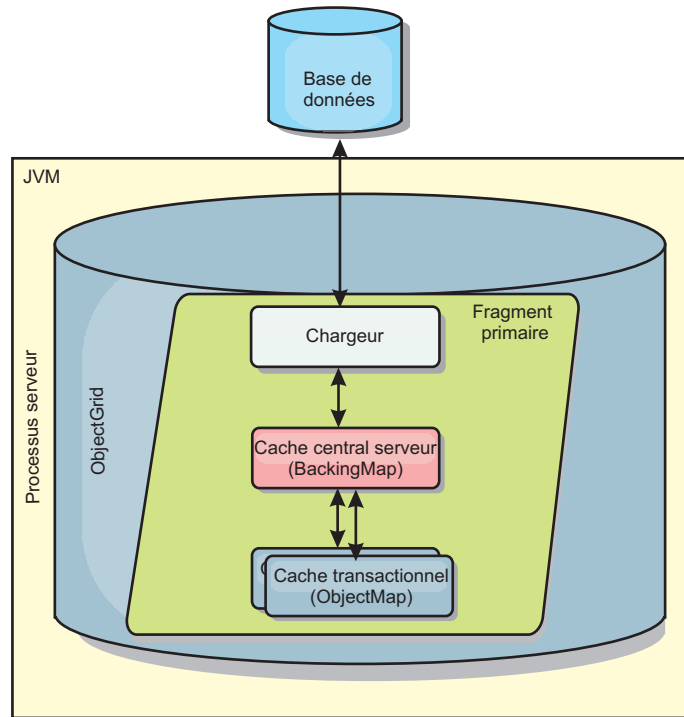 Base de
données
JVM
Processus serveur
ObjectGrid
Fragment
primaire
Chargeur
Cache central serveur
(BackingMap)
Cache transactionnel
(ObjectMap)